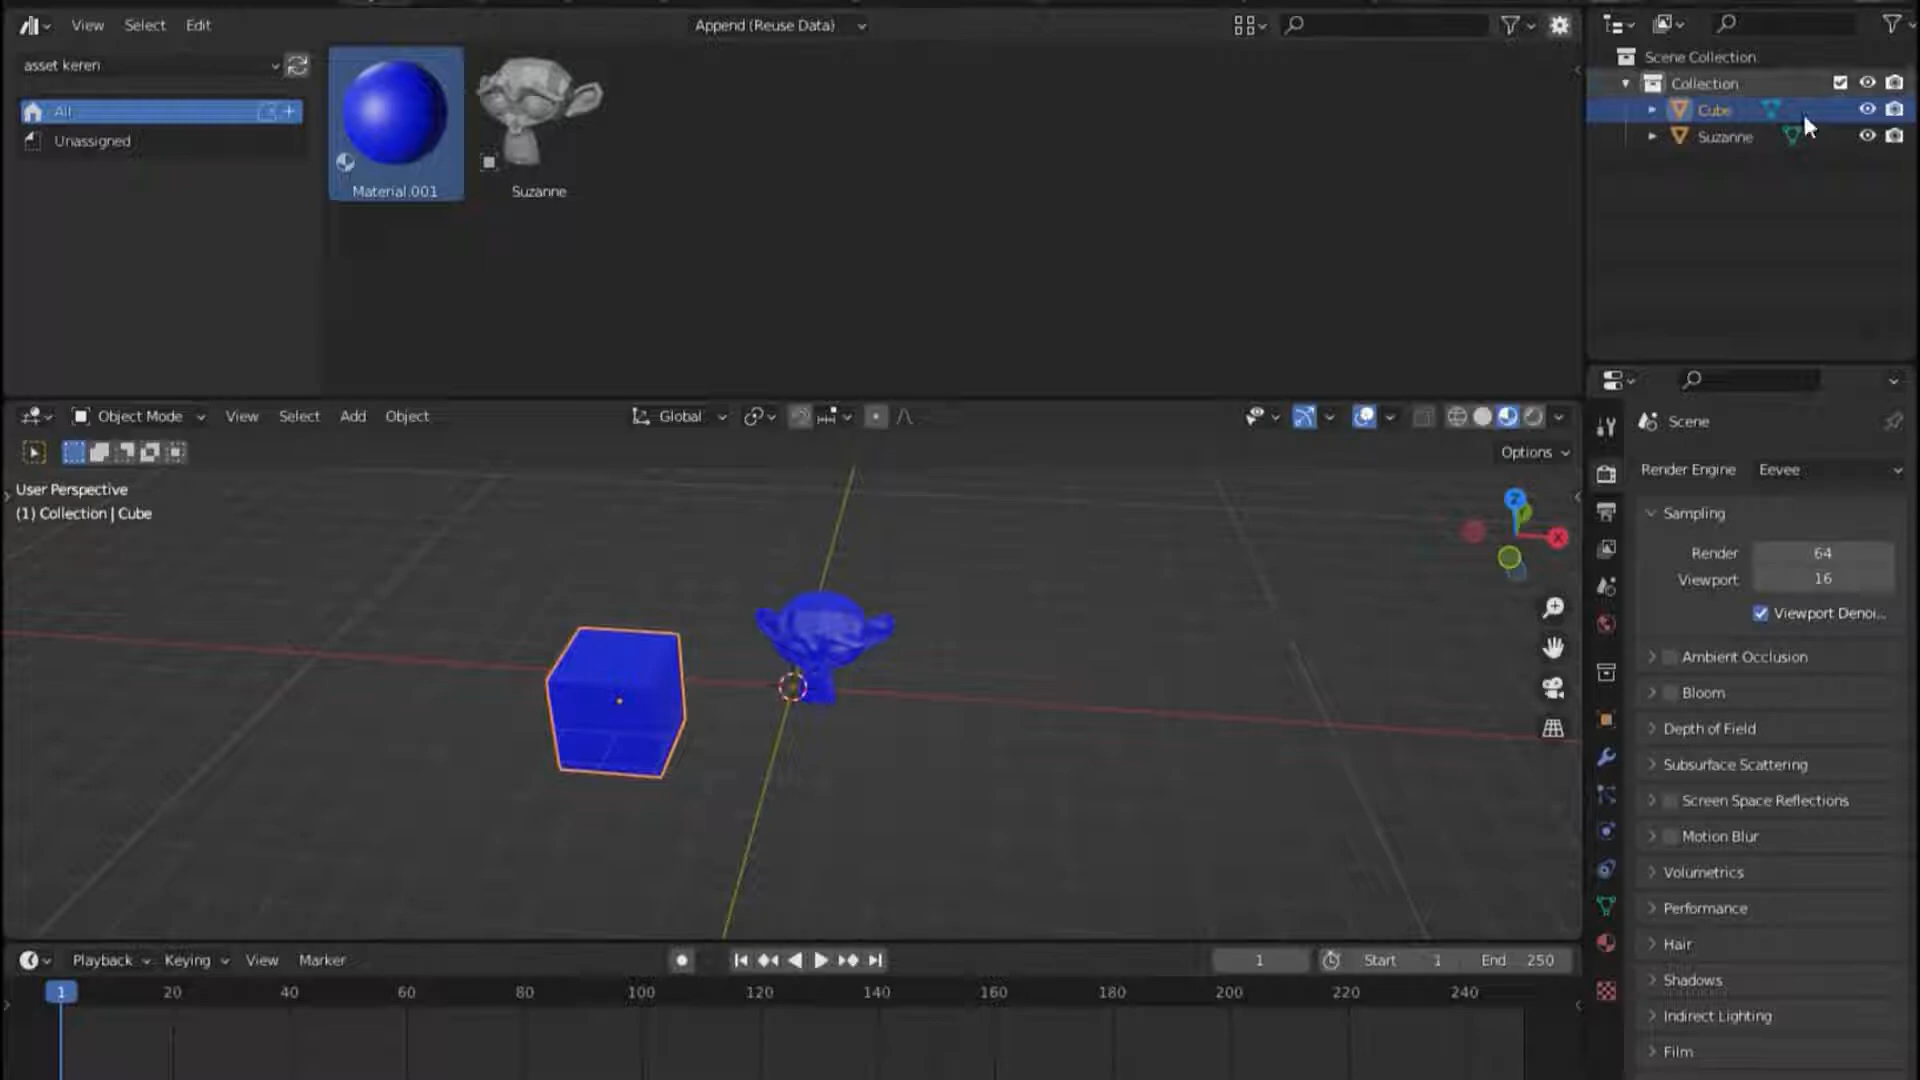 View Select Edit Append (Reuse Data)
asset keren
All
Unassigned
Material.001
Suzanne
Scene Collection
Collection
Cube
Suzanne
Object Mode View Select Add Object Global
Options
User Perspective
(1) Collection | Cube
Z
X
Scene
Render Engine Eevee
Sampling
Render 64
Viewport 16
Viewport Denoi...
Ambient Occlusion
Bloom
Depth of Field
Subsurface Scattering
Screen Space Reflections
Motion Blur
Volumetrics
Performance
Hair
Shadows
Indirect Lighting
Film
Playback Keying View Marker 1 Start 1 End 250
1 20 40 60 80 100 120 140 160 180 200 220 240